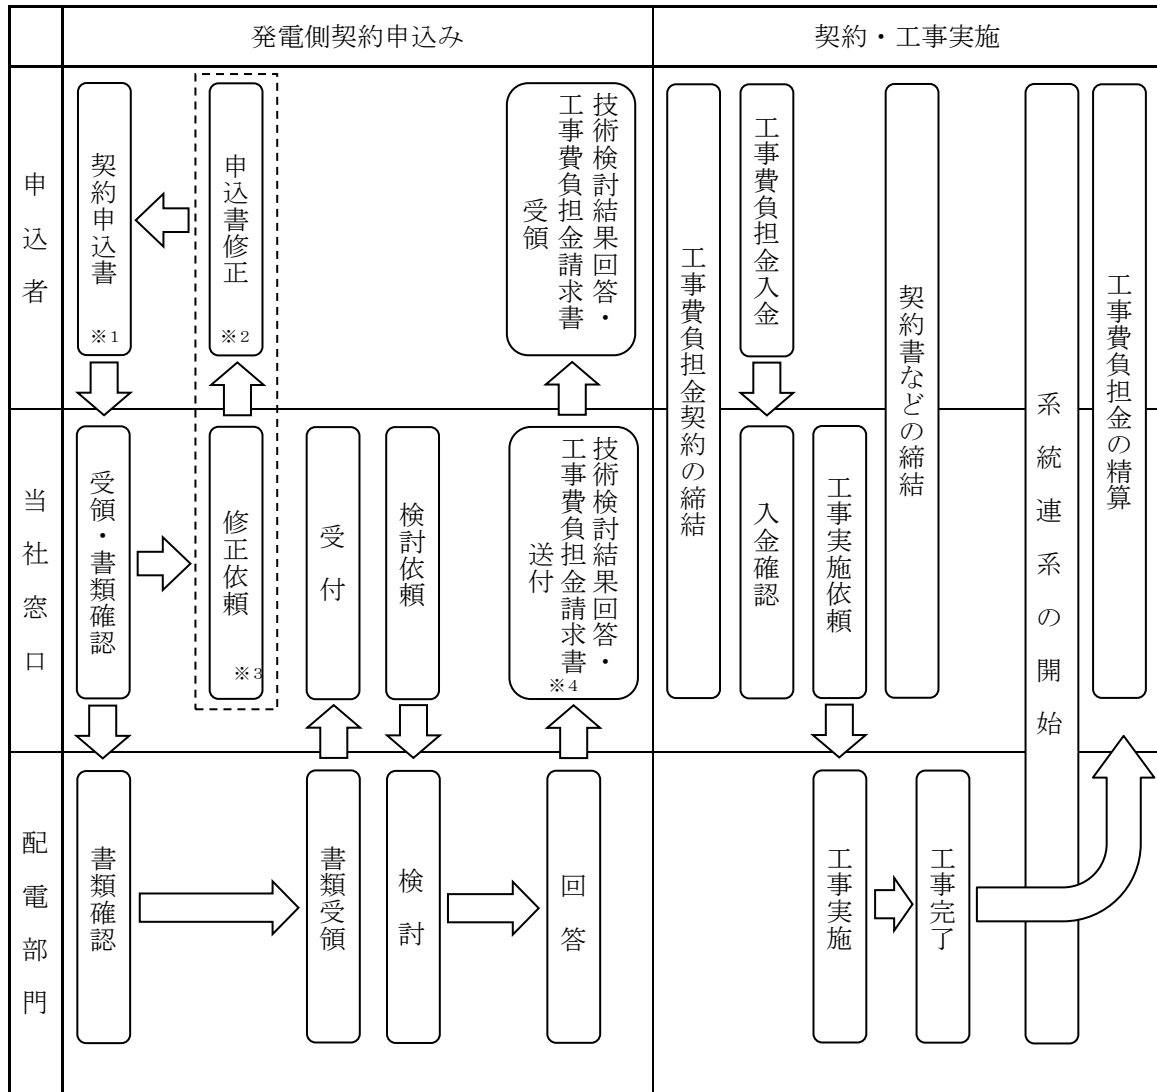 発電側契約申込み
契約・工事実施
申込者
契約申込書
※1
申込書修正
※2
技術検討結果回答・
工事費負担金請求書
受領
工事費負担金契約の締結
工事費負担金入金
契約書などの締結
系統連系の開始
工事費負担金の精算
当社窓口
受領・書類確認
修正依頼
※3
受付
検討依頼
技術検討結果回答・
工事費負担金請求書
送付
※4
入金確認
工事実施依頼
配電部門
書類確認
書類受領
検討
回答
工事実施
工事完了